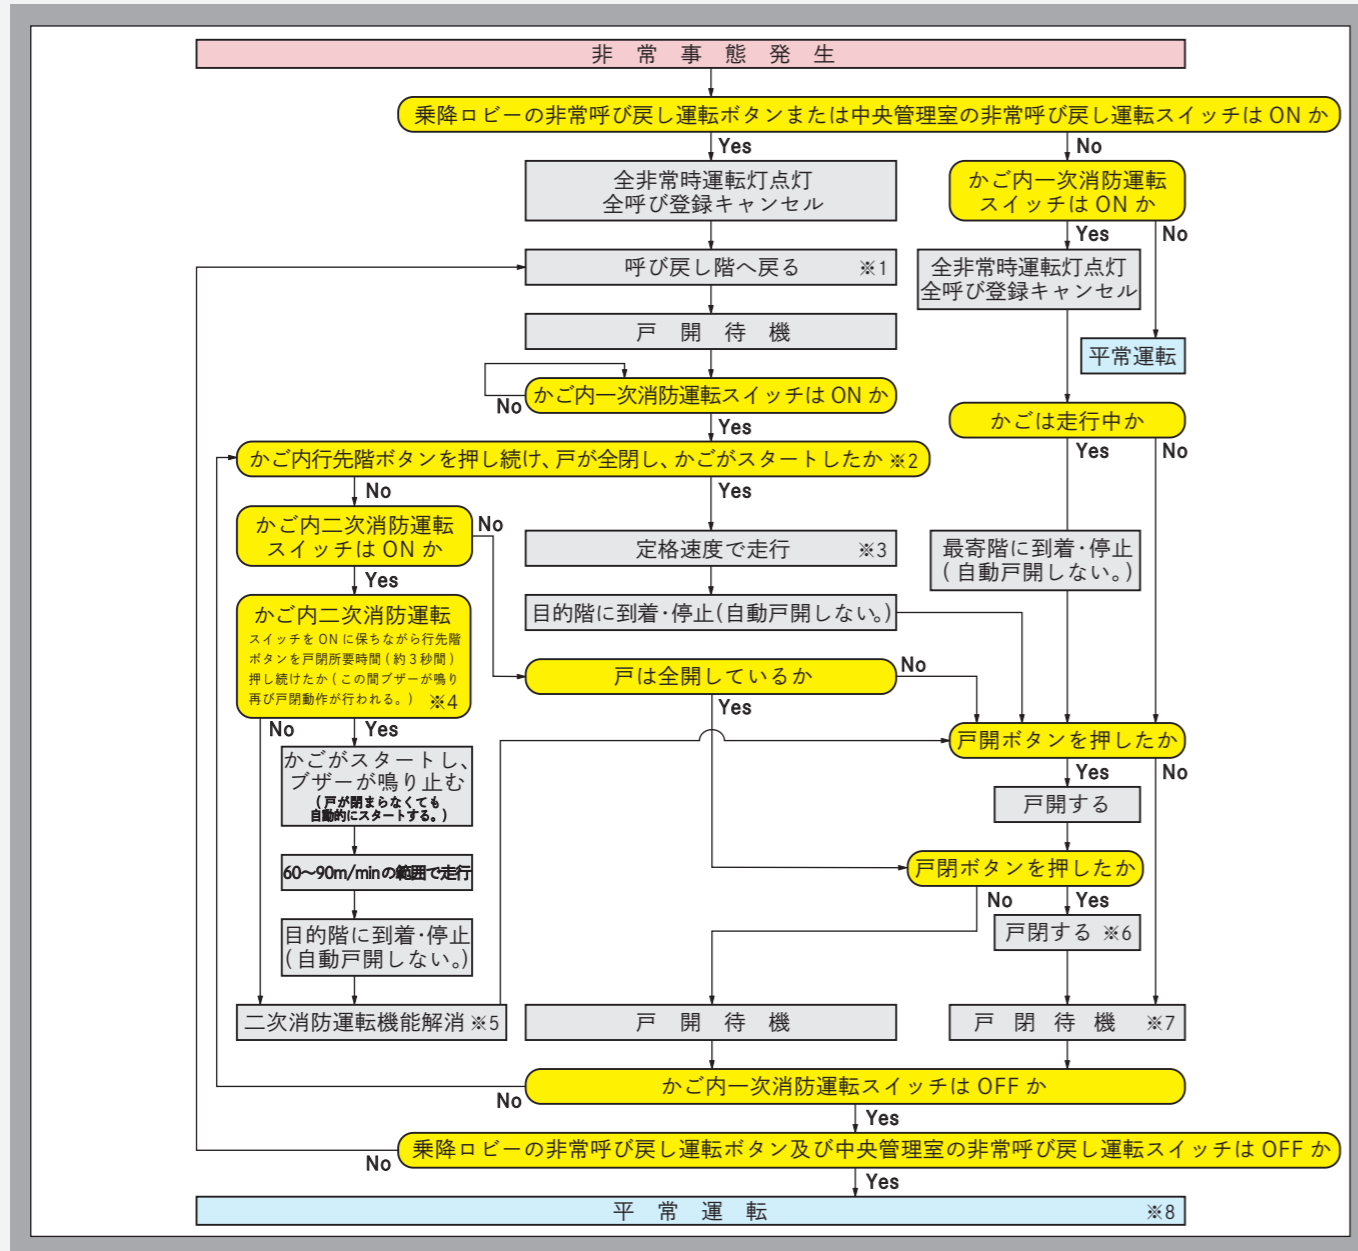 非常事態発生
乗降ロビーの非常呼び戻し運転ボタンまたは中央管理室の非常呼び戻し運転スイッチは ON か
Yes
No
全非常時運転灯点灯
全呼び登録キャンセル
かご内一次消防運転
スイッチは ON か
Yes
No
呼び戻し階へ戻る ※1
全非常時運転灯点灯
全呼び登録キャンセル
戸開待機
平常運転
かご内一次消防運転スイッチは ON か
No
Yes
かごは走行中か
Yes
No
かご内行先階ボタンを押し続け、戸が全閉し、かごがスタートしたか ※2
No
Yes
かご内二次消防運転
スイッチは ON か
No
Yes
定格速度で走行 ※3
最寄階に到着・停止
(自動戸開しない。)
目的階に到着・停止(自動戸開しない。)
かご内二次消防運転
スイッチを ON に保ちながら行先階
ボタンを戸閉所要時間(約3秒間)
押し続けたか(この間ブザーが鳴り
再び戸閉動作が行われる。) ※4
No
Yes
戸は全開しているか
No
Yes
戸開ボタンを押したか
Yes
No
かごがスタートし、
ブザーが鳴り止む
(戸が閉まらなくても
自動的にスタートする。)
戸開する
60〜90m/minの範囲で走行
戸閉ボタンを押したか
No
Yes
目的階に到着・停止
(自動戸開しない。)
戸閉する ※6
二次消防運転機能解消 ※5
戸開待機
戸閉待機 ※7
かご内一次消防運転スイッチは OFF か
No
Yes
乗降ロビーの非常呼び戻し運転ボタン及び中央管理室の非常呼び戻し運転スイッチは OFF か
No
Yes
平常運転 ※8